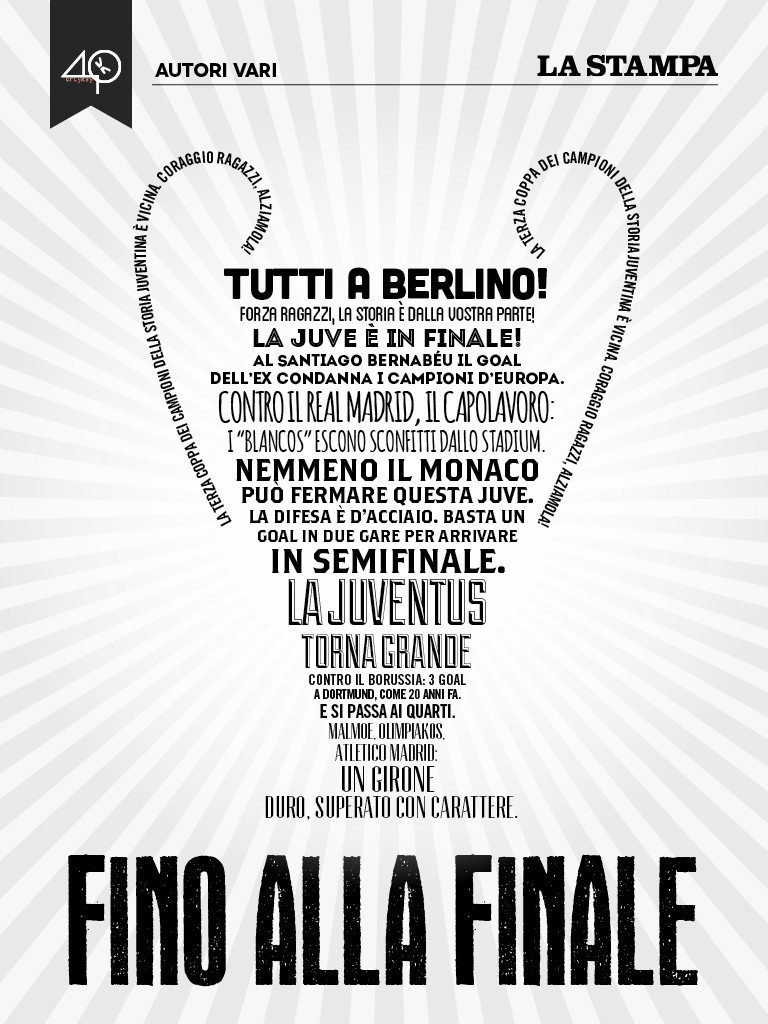 AUTORI VARI
LA STAMPA
LA TERZA COPPA DEI CAMPIONI DELLA STORIA JUVENTINA È VICINA. CORAGGIO RAGAZZI, ALZIAMOLA!
LA TERZA COPPA DEI CAMPIONI DELLA STORIA JUVENTINA È VICINA. CORAGGIO RAGAZZI, ALZIAMOLA!
TUTTI A BERLINO!
FORZA RAGAZZI, LA STORIA È DALLA VOSTRA PARTE!
LA JUVE È IN FINALE!
AL SANTIAGO BERNABÉU IL GOAL
DELL'EX CONDANNA I CAMPIONI D'EUROPA.
CONTRO IL REAL MADRID, IL CAPOLAVORO:
I "BLANCOS" ESCONO SCONFITTI DALLO STADIUM.
NEMMENO IL MONACO
PUÒ FERMARE QUESTA JUVE.
LA DIFESA È D'ACCIAIO. BASTA UN
GOAL IN DUE GARE PER ARRIVARE
IN SEMIFINALE.
LA JUVENTUS
TORNA GRANDE
CONTRO IL BORUSSIA: 3 GOAL
A DORTMUND, COME 20 ANNI FA.
E SI PASSA AI QUARTI.
MALMOE, OLIMPIAKOS,
ATLETICO MADRID:
UN GIRONE
DURO, SUPERATO CON CARATTERE.
FINO ALLA FINALE